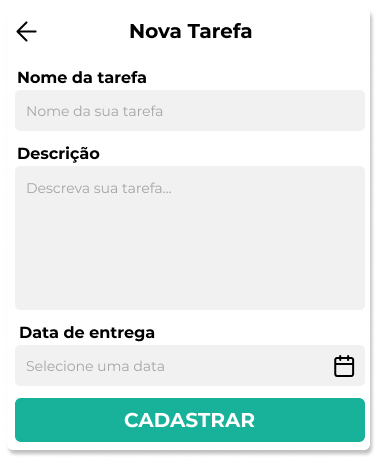 Nova Tarefa
Nome da tarefa
Nome da sua tarefa
Descrição
Descreva sua tarefa...
Data de entrega
Selecione uma data
CADASTRAR